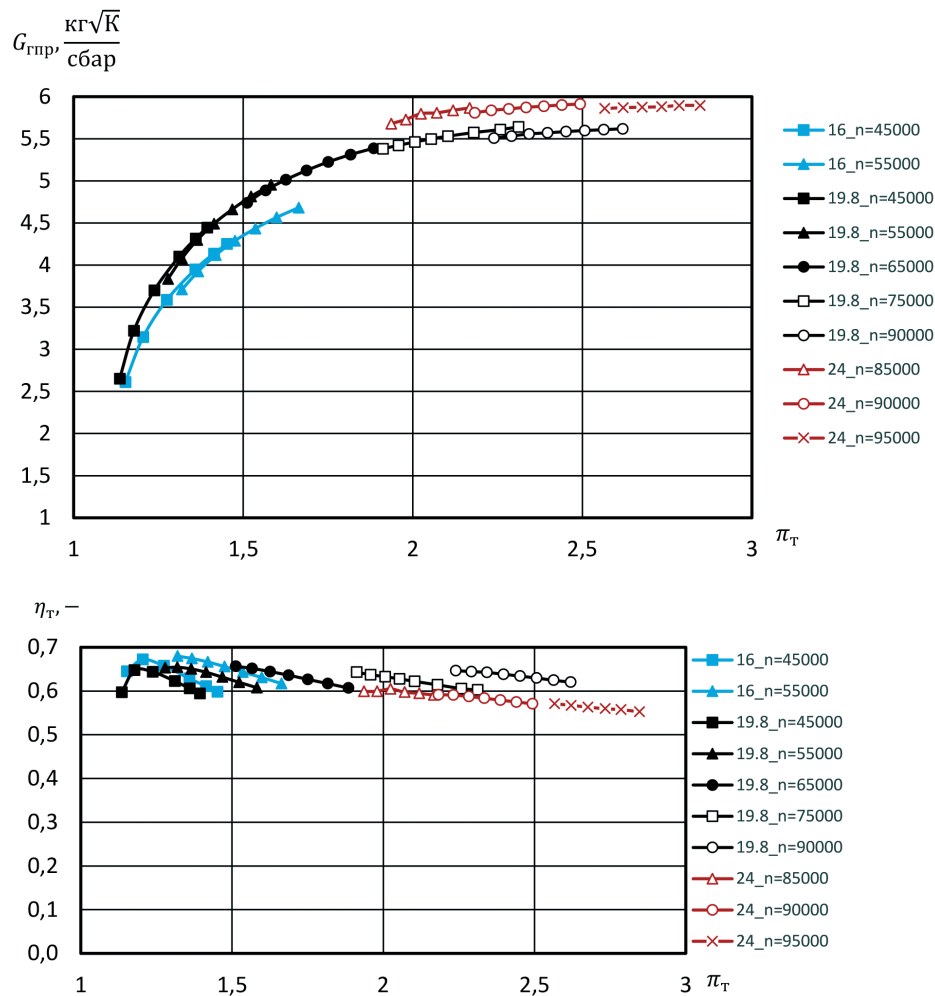 Gгпр, кг√К
сбар
6
5,5
5
4,5
4
3,5
3
2,5
2
1,5
1
1 1,5 2 2,5 3
πт
16_n=45000
16_n=55000
19.8_n=45000
19.8_n=55000
19.8_n=65000
19.8_n=75000
19.8_n=90000
24_n=85000
24_n=90000
24_n=95000
ηт, −
0,7
0,6
0,5
0,4
0,3
0,2
0,1
0,0
1 1,5 2 2,5 3
πт
16_n=45000
16_n=55000
19.8_n=45000
19.8_n=55000
19.8_n=65000
19.8_n=75000
19.8_n=90000
24_n=85000
24_n=90000
24_n=95000